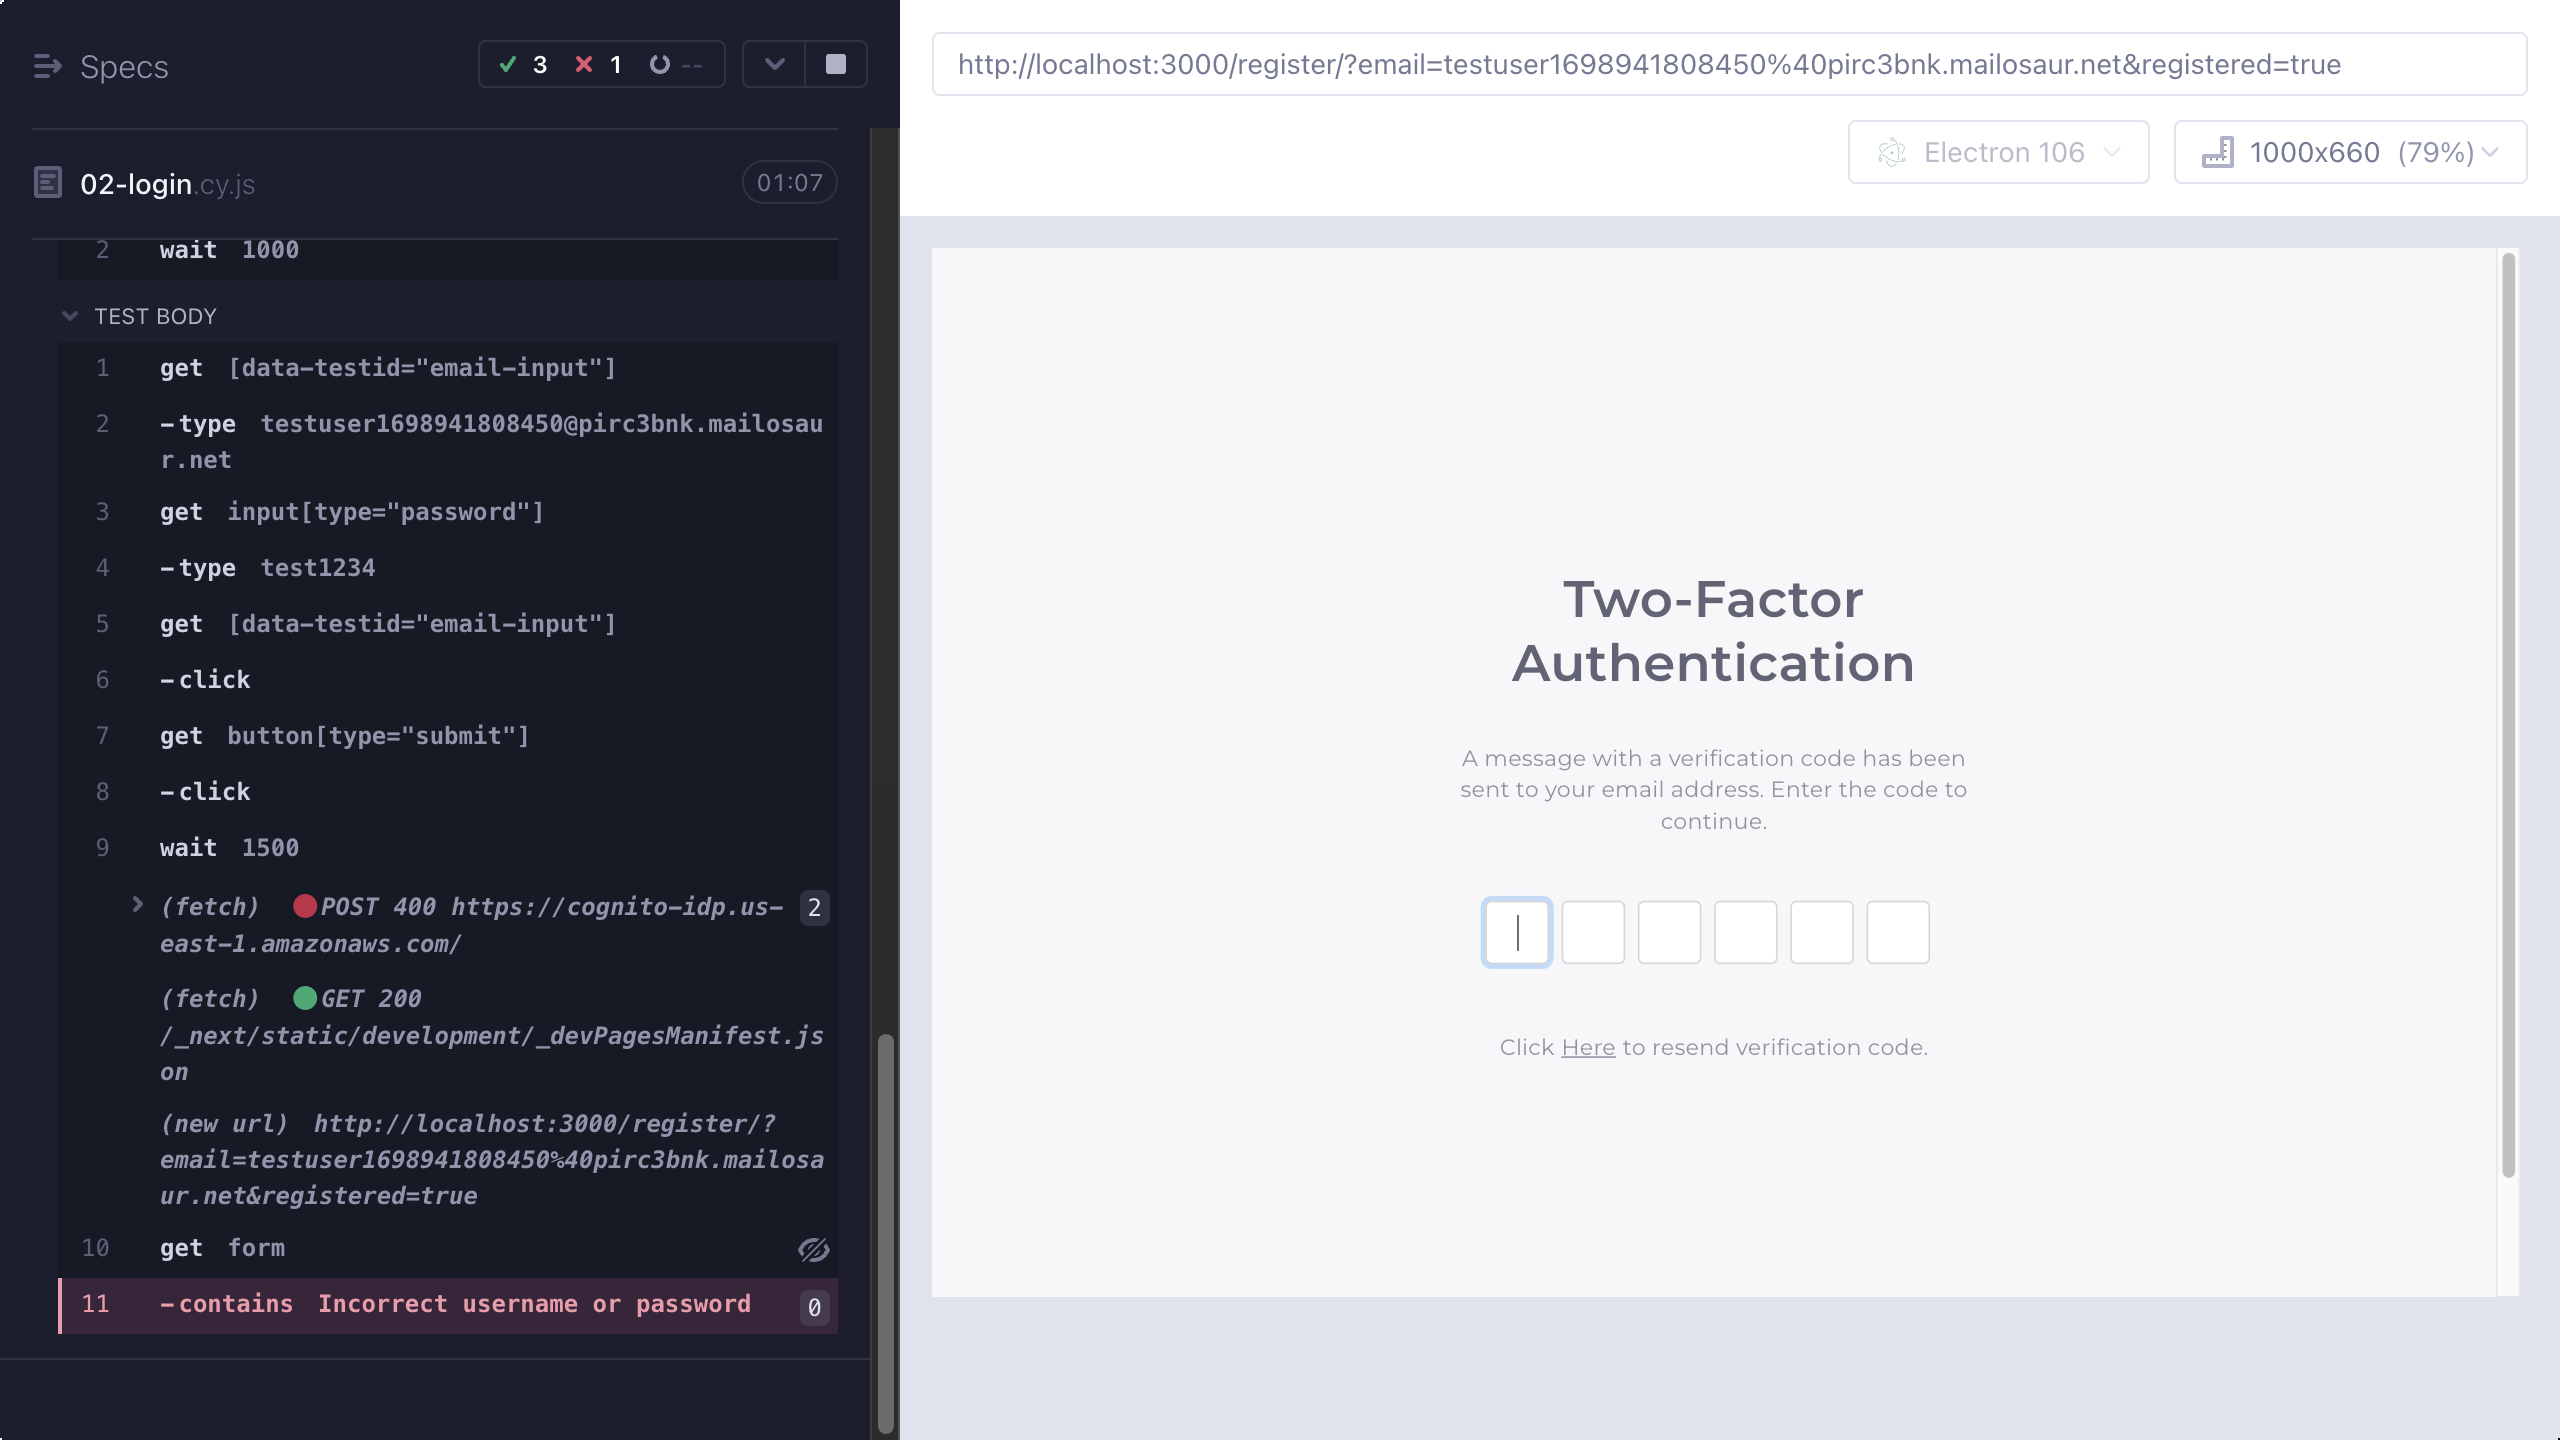 Specs
3 1 --
02-login.cy.js 01:07
2 wait 1000
TEST BODY
1 get [data-testid="email-input"]
2 -type testuser1698941808450@pirc3bnk.mailosau
r.net
3 get input[type="password"]
4 -type test1234
5 get [data-testid="email-input"]
6 -click
7 get button[type="submit"]
8 -click
9 wait 1500
(fetch) POST 400 https://cognito-idp.us- 2
east-1.amazonaws.com/
(fetch) GET 200
/_next/static/development/_devPagesManifest.js
on
(new url) http://localhost:3000/register/?
email=testuser1698941808450%40pirc3bnk.mailosa
ur.net&registered=true
10 get form
11 -contains Incorrect username or password 0
http://localhost:3000/register/?email=testuser1698941808450%40pirc3bnk.mailosaur.net&registered=true
Electron 106
1000x660 (79%)
Two-Factor
Authentication
A message with a verification code has been
sent to your email address. Enter the code to
continue.
Click Here to resend verification code.